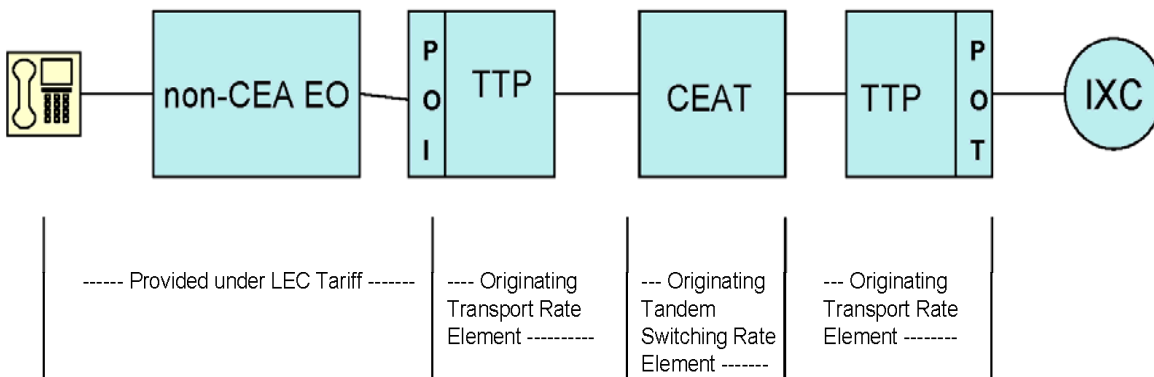 non-CEA EO
P
O
I
TTP
CEAT
TTP
P
O
T
IXC
------ Provided under LEC Tariff -------
---- Originating
Transport Rate
Element ----------
--- Originating
Tandem
Switching Rate
Element -------
--- Originating
Transport Rate
Element --------